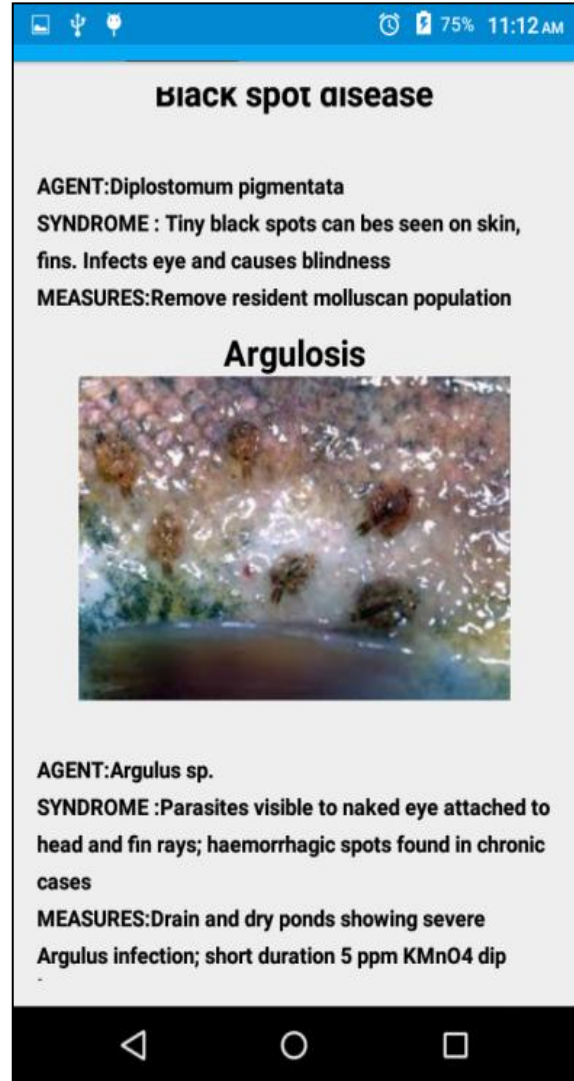 75% 11:12 AM
Black spot disease
AGENT:Diplostomum pigmentata
SYNDROME : Tiny black spots can bes seen on skin,
fins. Infects eye and causes blindness
MEASURES:Remove resident molluscan population
Argulosis
AGENT:Argulus sp.
SYNDROME :Parasites visible to naked eye attached to
head and fin rays; haemorrhagic spots found in chronic
cases
MEASURES:Drain and dry ponds showing severe
Argulus infection; short duration 5 ppm KMnO4 dip